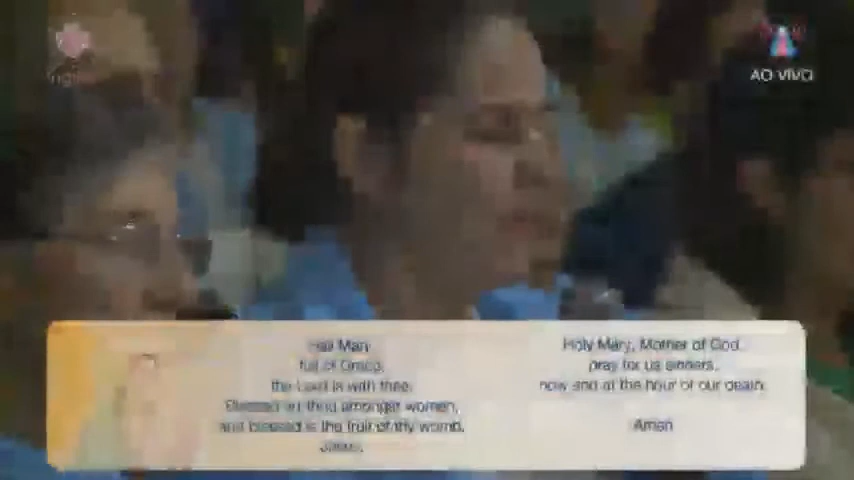 AO VIVO
Hail Mary
full of Grace,
the Lord is with thee.
Blessed art thou amongst women,
and blessed is the fruit of thy womb,
Jesus.
Holy Mary, Mother of God,
pray for us sinners,
now and at the hour of our death.
Amen